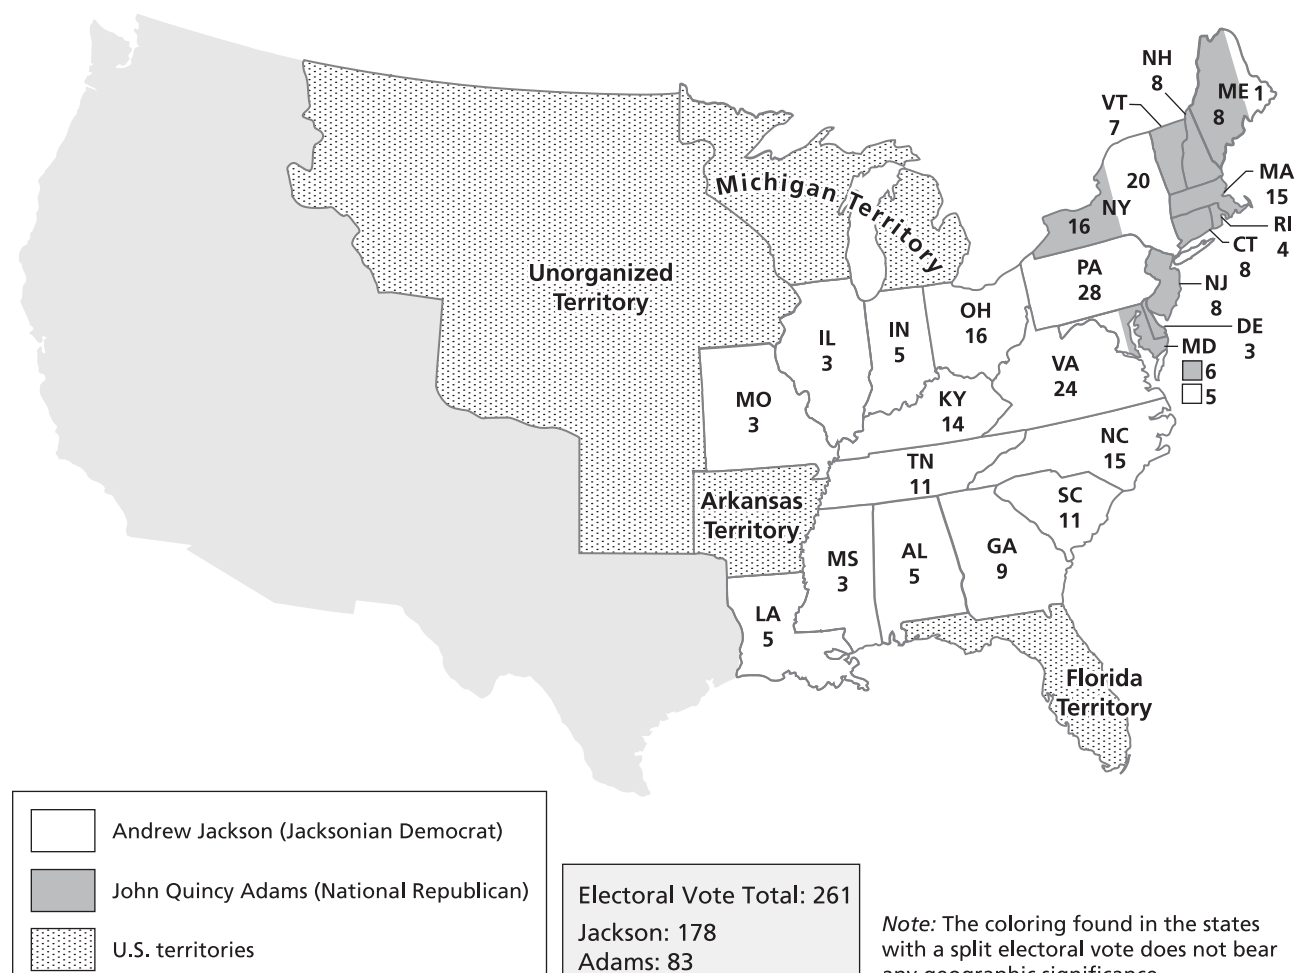 NH
8
VT
7
ME 1
8
MA
15
20
NY
16
RI
4
CT
8
PA
28
NJ
8
DE
3
MD
6
5
Michigan Territory
Unorganized
Territory
OH
16
IN
5
IL
3
VA
24
MO
3
KY
14
NC
15
TN
11
SC
11
Arkansas
Territory
MS
3
AL
5
GA
9
LA
5
Florida
Territory
Andrew Jackson (Jacksonian Democrat)
John Quincy Adams (National Republican)
U.S. territories
Electoral Vote Total: 261
Jackson: 178
Adams: 83
Note: The coloring found in the states
with a split electoral vote does not bear
any geographic significance